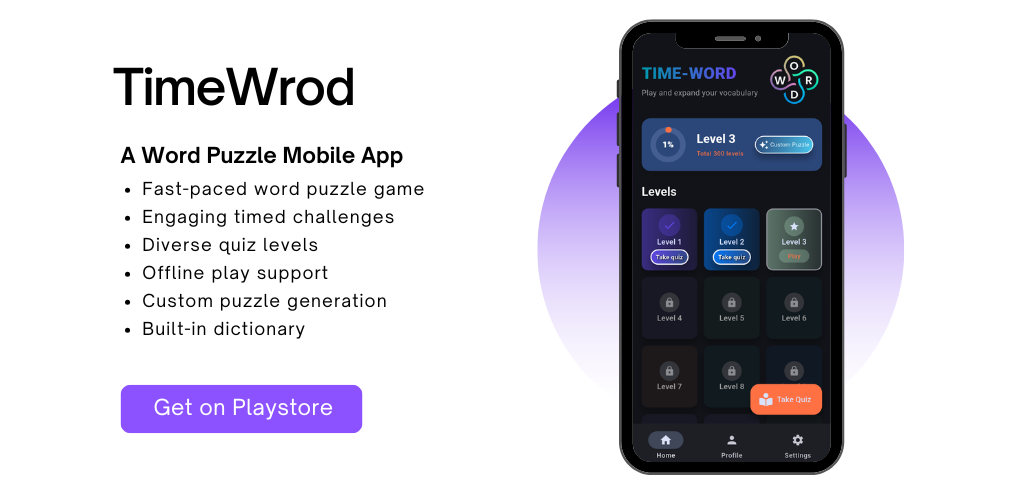 TimeWrod
A Word Puzzle Mobile App
• Fast-paced word puzzle game
• Engaging timed challenges
• Diverse quiz levels
• Offline play support
• Custom puzzle generation
• Built-in dictionary
Get on Playstore
TIME-WORD
Play and expand your vocabulary
O
W R
D
1%
Level 3
Total 300 levels
Custom Puzzle
Levels
Level 1 Level 2 Level 3
Take quiz Take quiz Play
Level 4 Level 5 Level 6
Level 7 Level 8
Take Quiz
Home Profile Settings